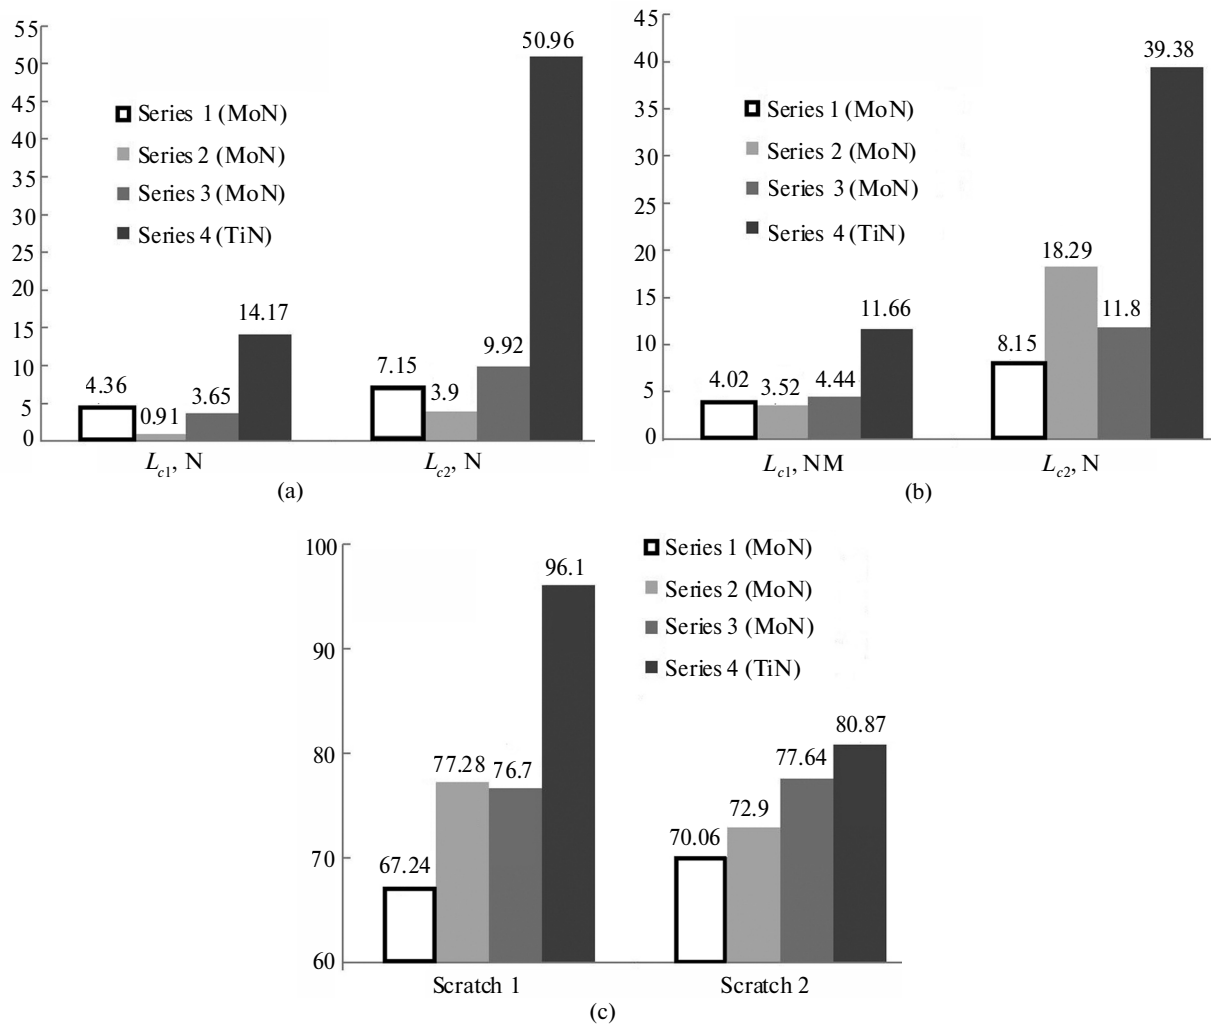 55
50
45
40
35
30
25
20
15
10
5
0
Series 1 (MoN)
Series 2 (MoN)
Series 3 (MoN)
Series 4 (TiN)
4.36
0.91
3.65
14.17
7.15
3.9
9.92
50.96
L_c1, N
L_c2, N
(a)
45
40
35
30
25
20
15
10
5
0
Series 1 (MoN)
Series 2 (MoN)
Series 3 (MoN)
Series 4 (TiN)
4.02
3.52
4.44
11.66
8.15
18.29
11.8
39.38
L_c1, NM
L_c2, N
(b)
100
90
80
70
60
Series 1 (MoN)
Series 2 (MoN)
Series 3 (MoN)
Series 4 (TiN)
67.24
77.28
76.7
96.1
70.06
72.9
77.64
80.87
Scratch 1
Scratch 2
(c)